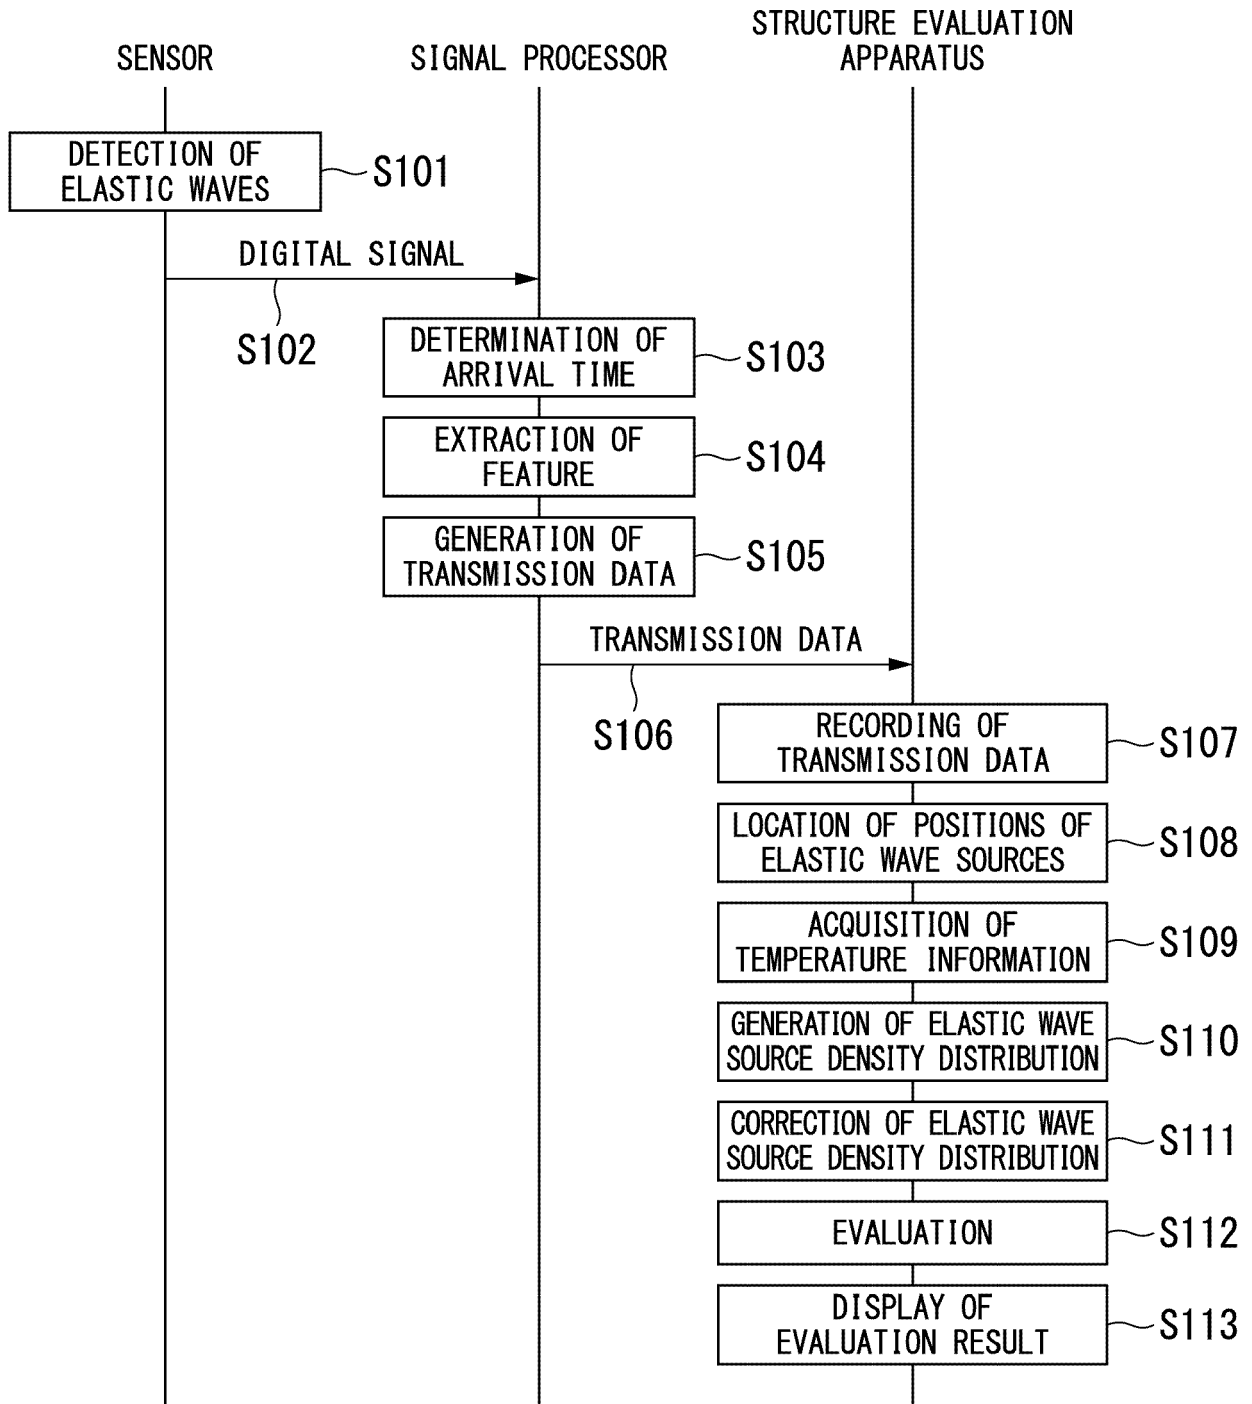 SENSOR
SIGNAL PROCESSOR
STRUCTURE EVALUATION
APPARATUS
DETECTION OF
ELASTIC WAVES
S101
DIGITAL SIGNAL
S102
DETERMINATION OF
ARRIVAL TIME
S103
EXTRACTION OF
FEATURE
S104
GENERATION OF
TRANSMISSION DATA
S105
TRANSMISSION DATA
S106
RECORDING OF
TRANSMISSION DATA
S107
LOCATION OF POSITIONS OF
ELASTIC WAVE SOURCES
S108
ACQUISITION OF
TEMPERATURE INFORMATION
S109
GENERATION OF ELASTIC WAVE
SOURCE DENSITY DISTRIBUTION
S110
CORRECTION OF ELASTIC WAVE
SOURCE DENSITY DISTRIBUTION
S111
EVALUATION
S112
DISPLAY OF
EVALUATION RESULT
S113